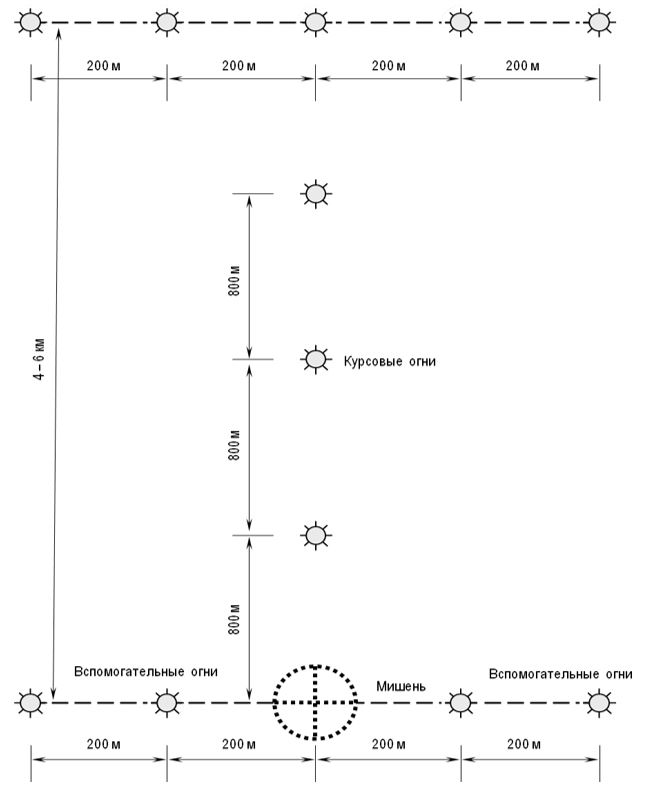 200 м
200 м
200 м
200 м
800 м
4 – 6 км
Курсовые огни
800 м
800 м
Вспомогательные огни
Мишень
Вспомогательные огни
200 м
200 м
200 м
200 м